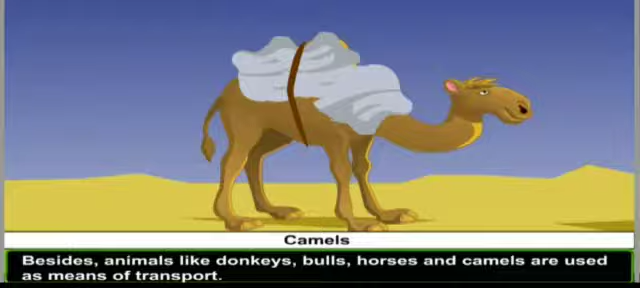 Camels
Besides, animals like donkeys, bulls, horses and camels are used
as means of transport.